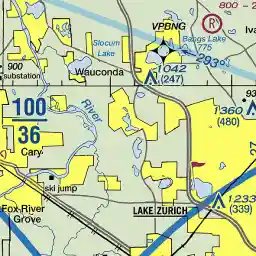 800 - 2
VPBNG
R
Iva
Slocum
Lake
Bangs Lake
775
293°
900
substation
Wauconda
1042
(247)
River
100
36
1360
(480)
Cary
ski jump
Fox River
Grove
LAKE ZURICH
1233
(339)